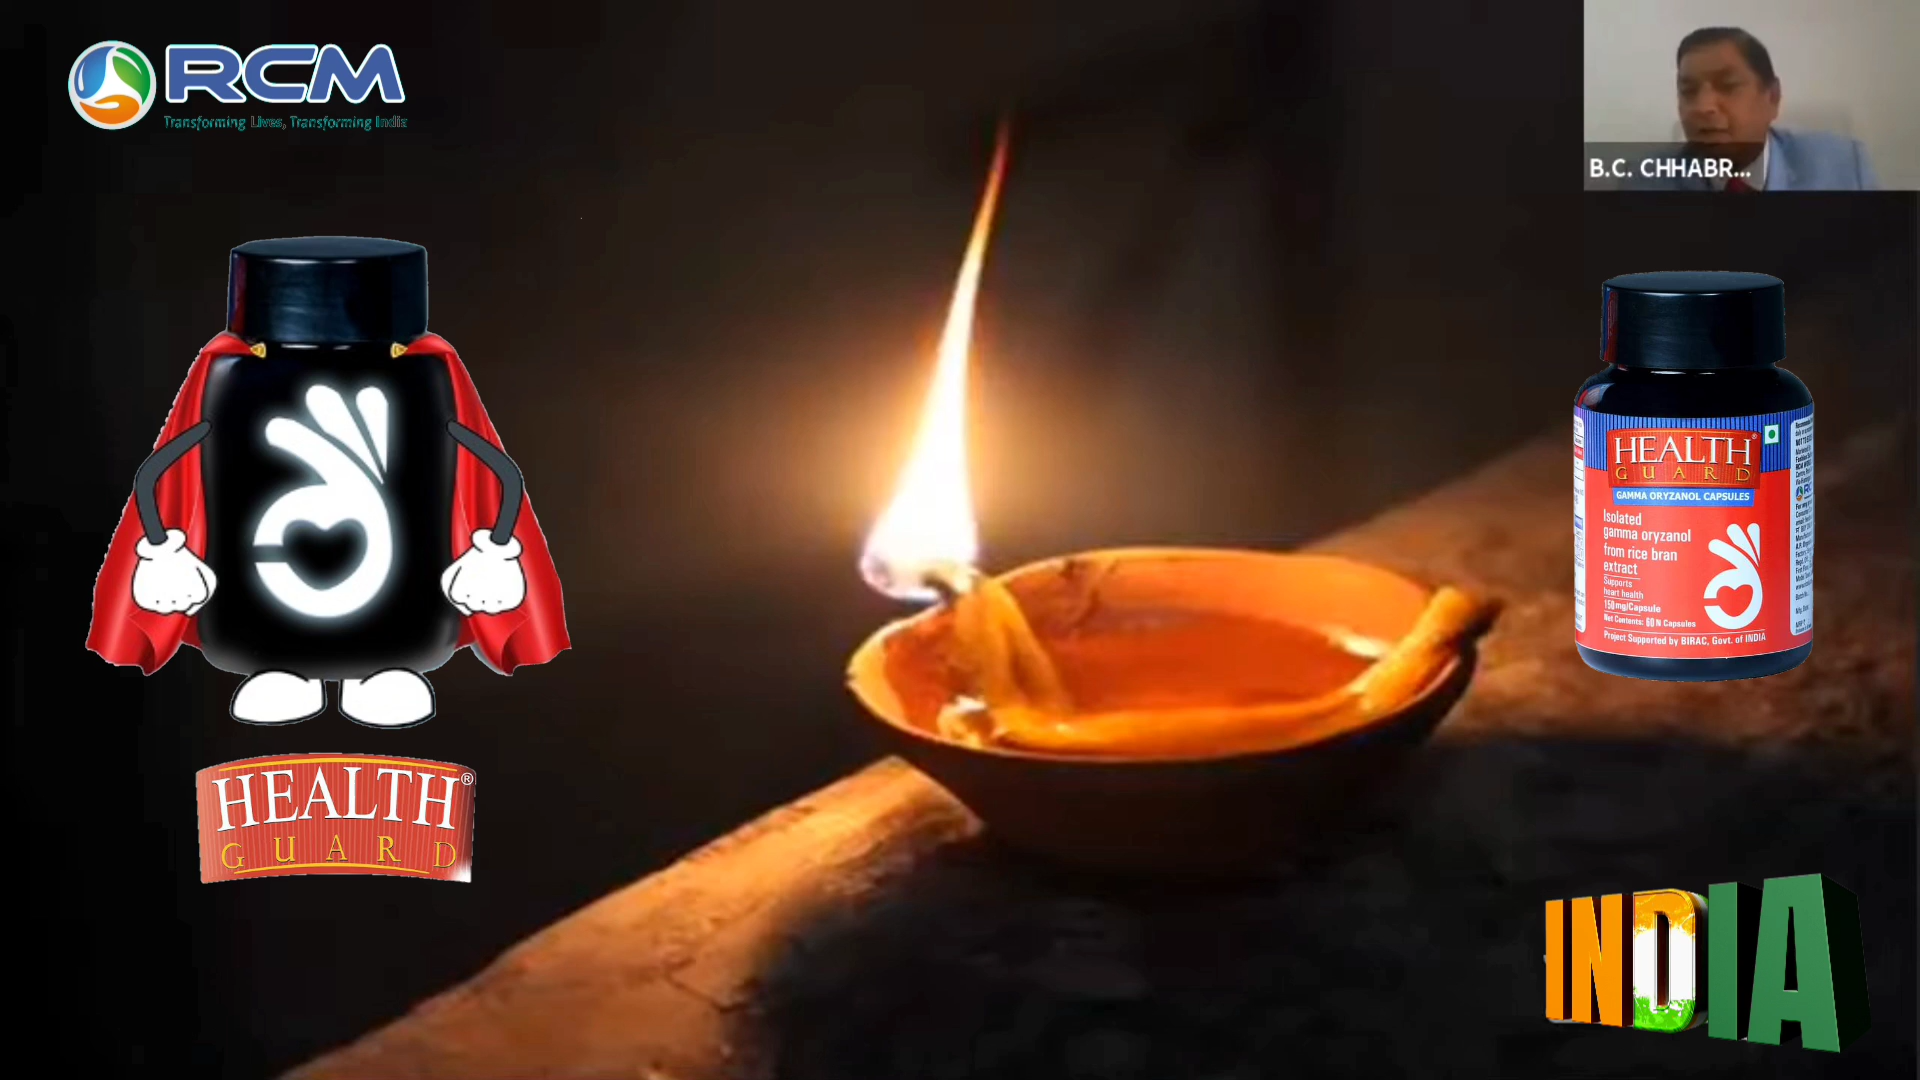 RCM
Transforming Lives, Transforming India
B.C. CHHABR...
HEALTH®
GUARD
GAMMA ORYZANOL CAPSULES
Isolated
gamma oryzanol
from rice bran
extract
Supports
heart health
150mg/Capsule
Net Contents: 60 N Capsules
Project Supported by BIRAC, Govt. of INDIA
HEALTH®
GUARD
INDIA